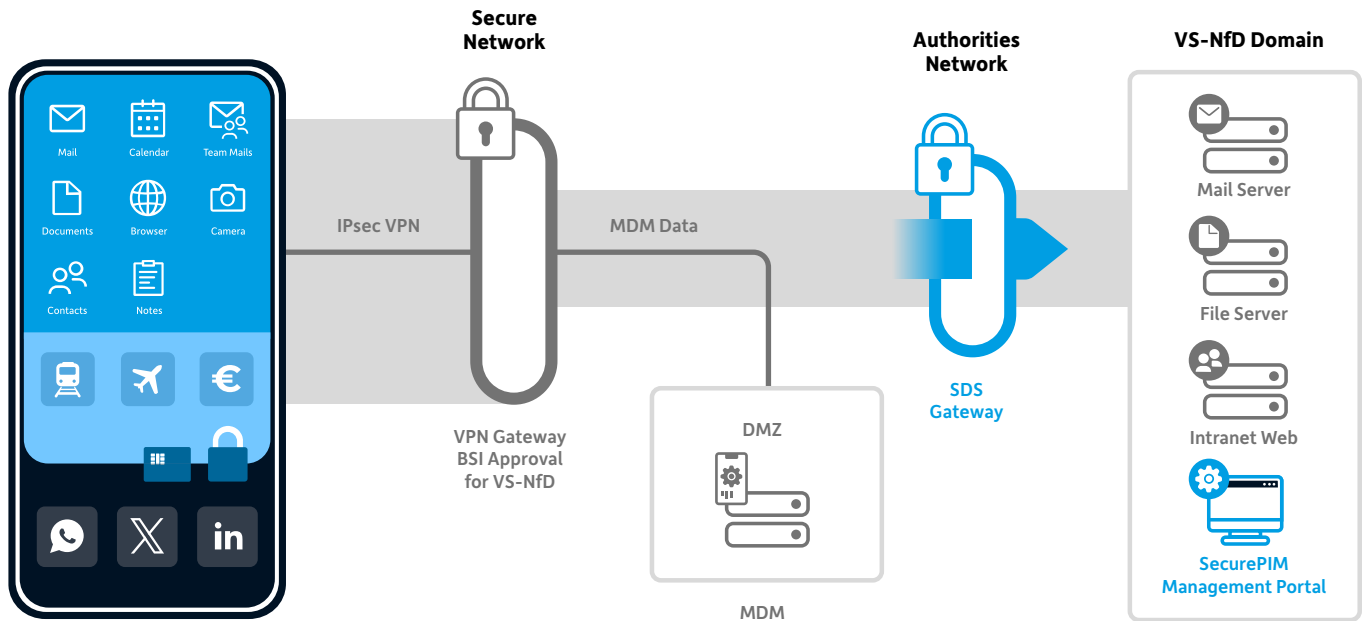 Secure
Network
Authorities
Network
VS-NfD Domain
Mail
Calendar
Team Mails
Documents
Browser
Camera
Contacts
Notes
€
in
IPsec VPN
MDM Data
VPN Gateway
BSI Approval
for VS-NfD
DMZ
MDM
SDS
Gateway
Mail Server
File Server
Intranet Web
SecurePIM
Management Portal